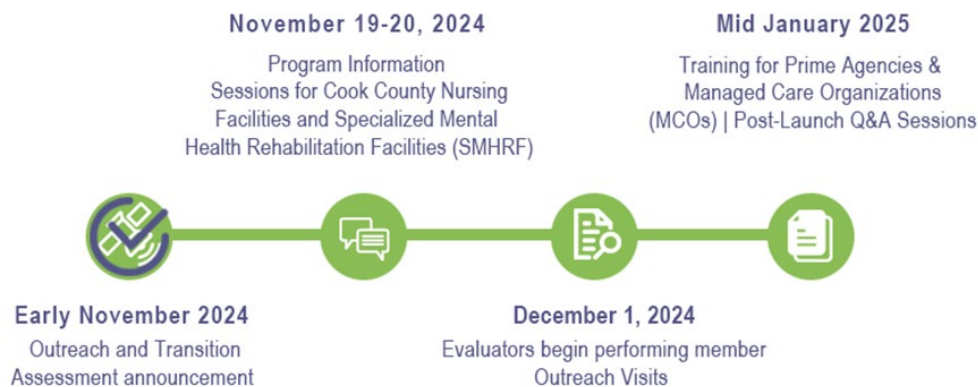 November 19-20, 2024
Program Information
Sessions for Cook County Nursing
Facilities and Specialized Mental
Health Rehabilitation Facilities (SMHRF)
Mid January 2025
Training for Prime Agencies &
Managed Care Organizations
(MCOs) | Post-Launch Q&A Sessions
Early November 2024
Outreach and Transition
Assessment announcement
December 1, 2024
Evaluators begin performing member
Outreach Visits